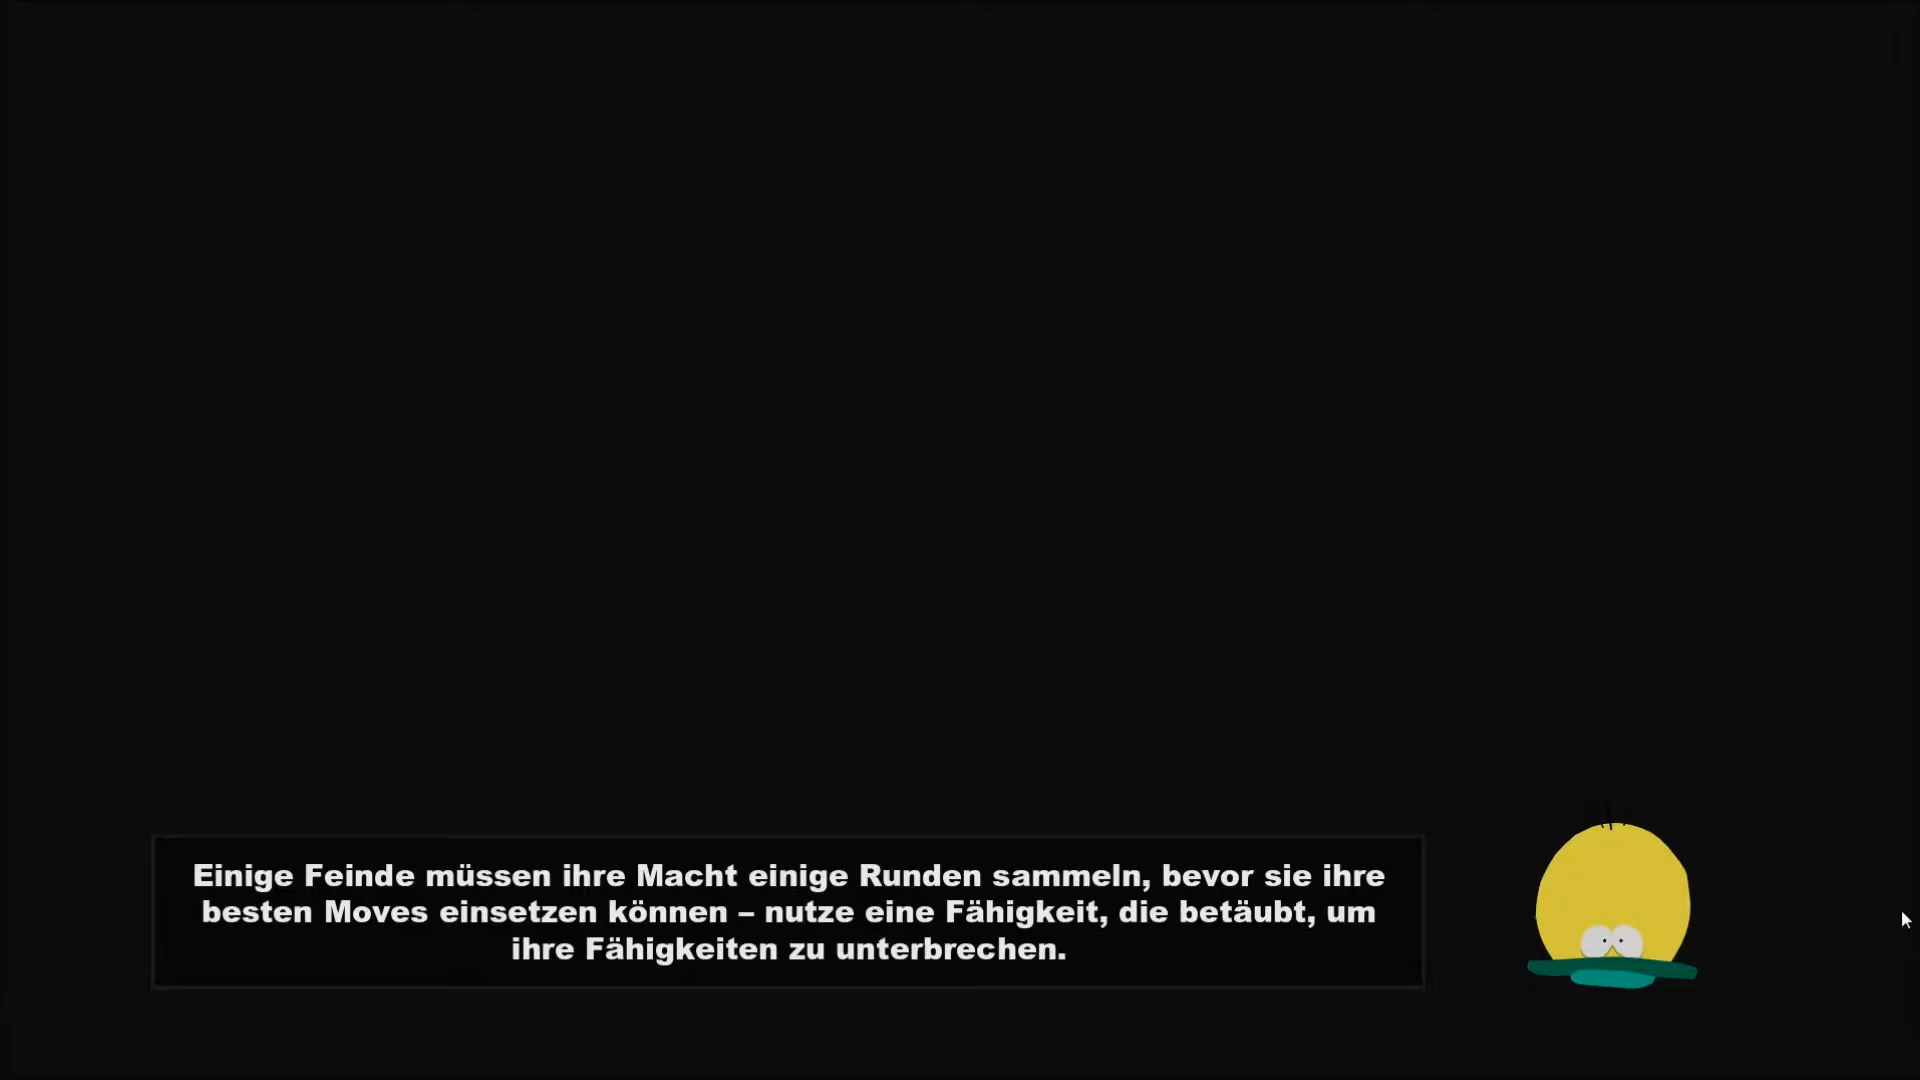 Einige Feinde müssen ihre Macht einige Runden sammeln, bevor sie ihre
besten Moves einsetzen können – nutze eine Fähigkeit, die betäubt, um
ihre Fähigkeiten zu unterbrechen.